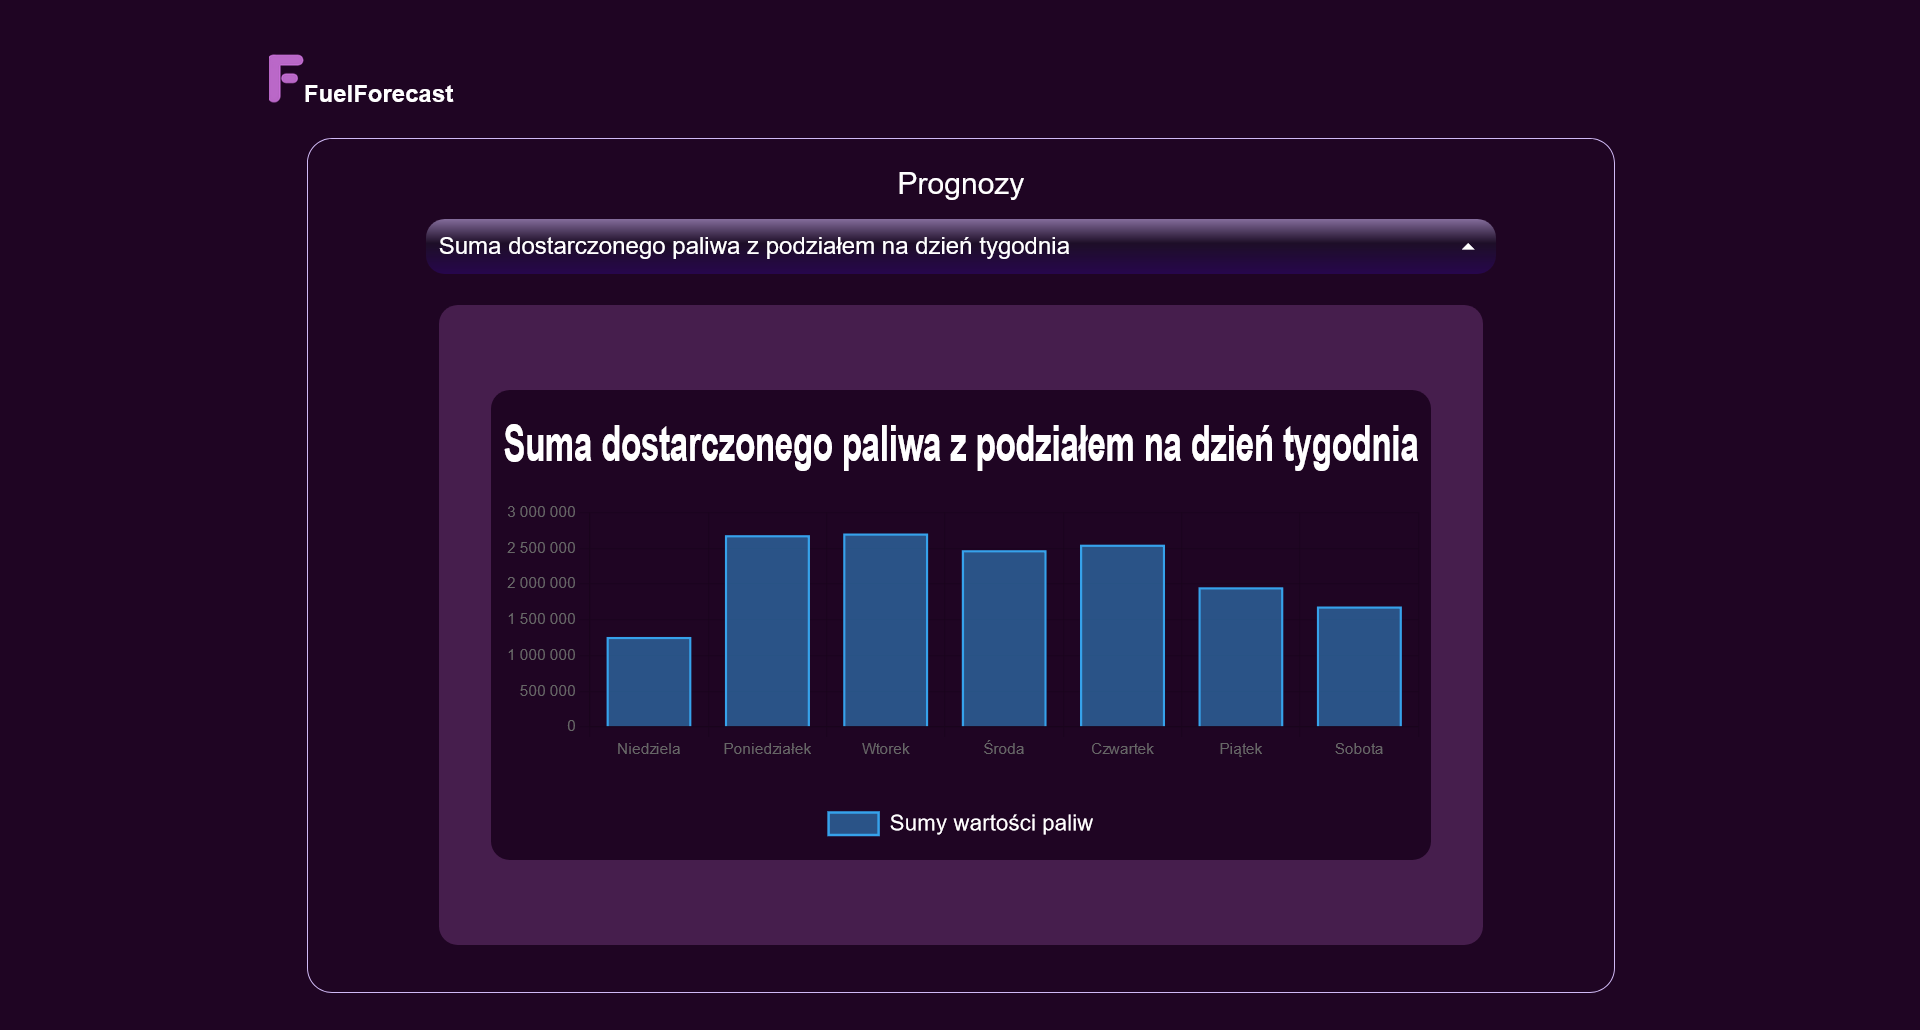 FuelForecast
Prognozy
Suma dostarczonego paliwa z podziałem na dzień tygodnia
Suma dostarczonego paliwa z podziałem na dzień tygodnia
3 000 000
2 500 000
2 000 000
1 500 000
1 000 000
500 000
0
Niedziela Poniedziałek Wtorek Środa Czwartek Piątek Sobota
Sumy wartości paliw